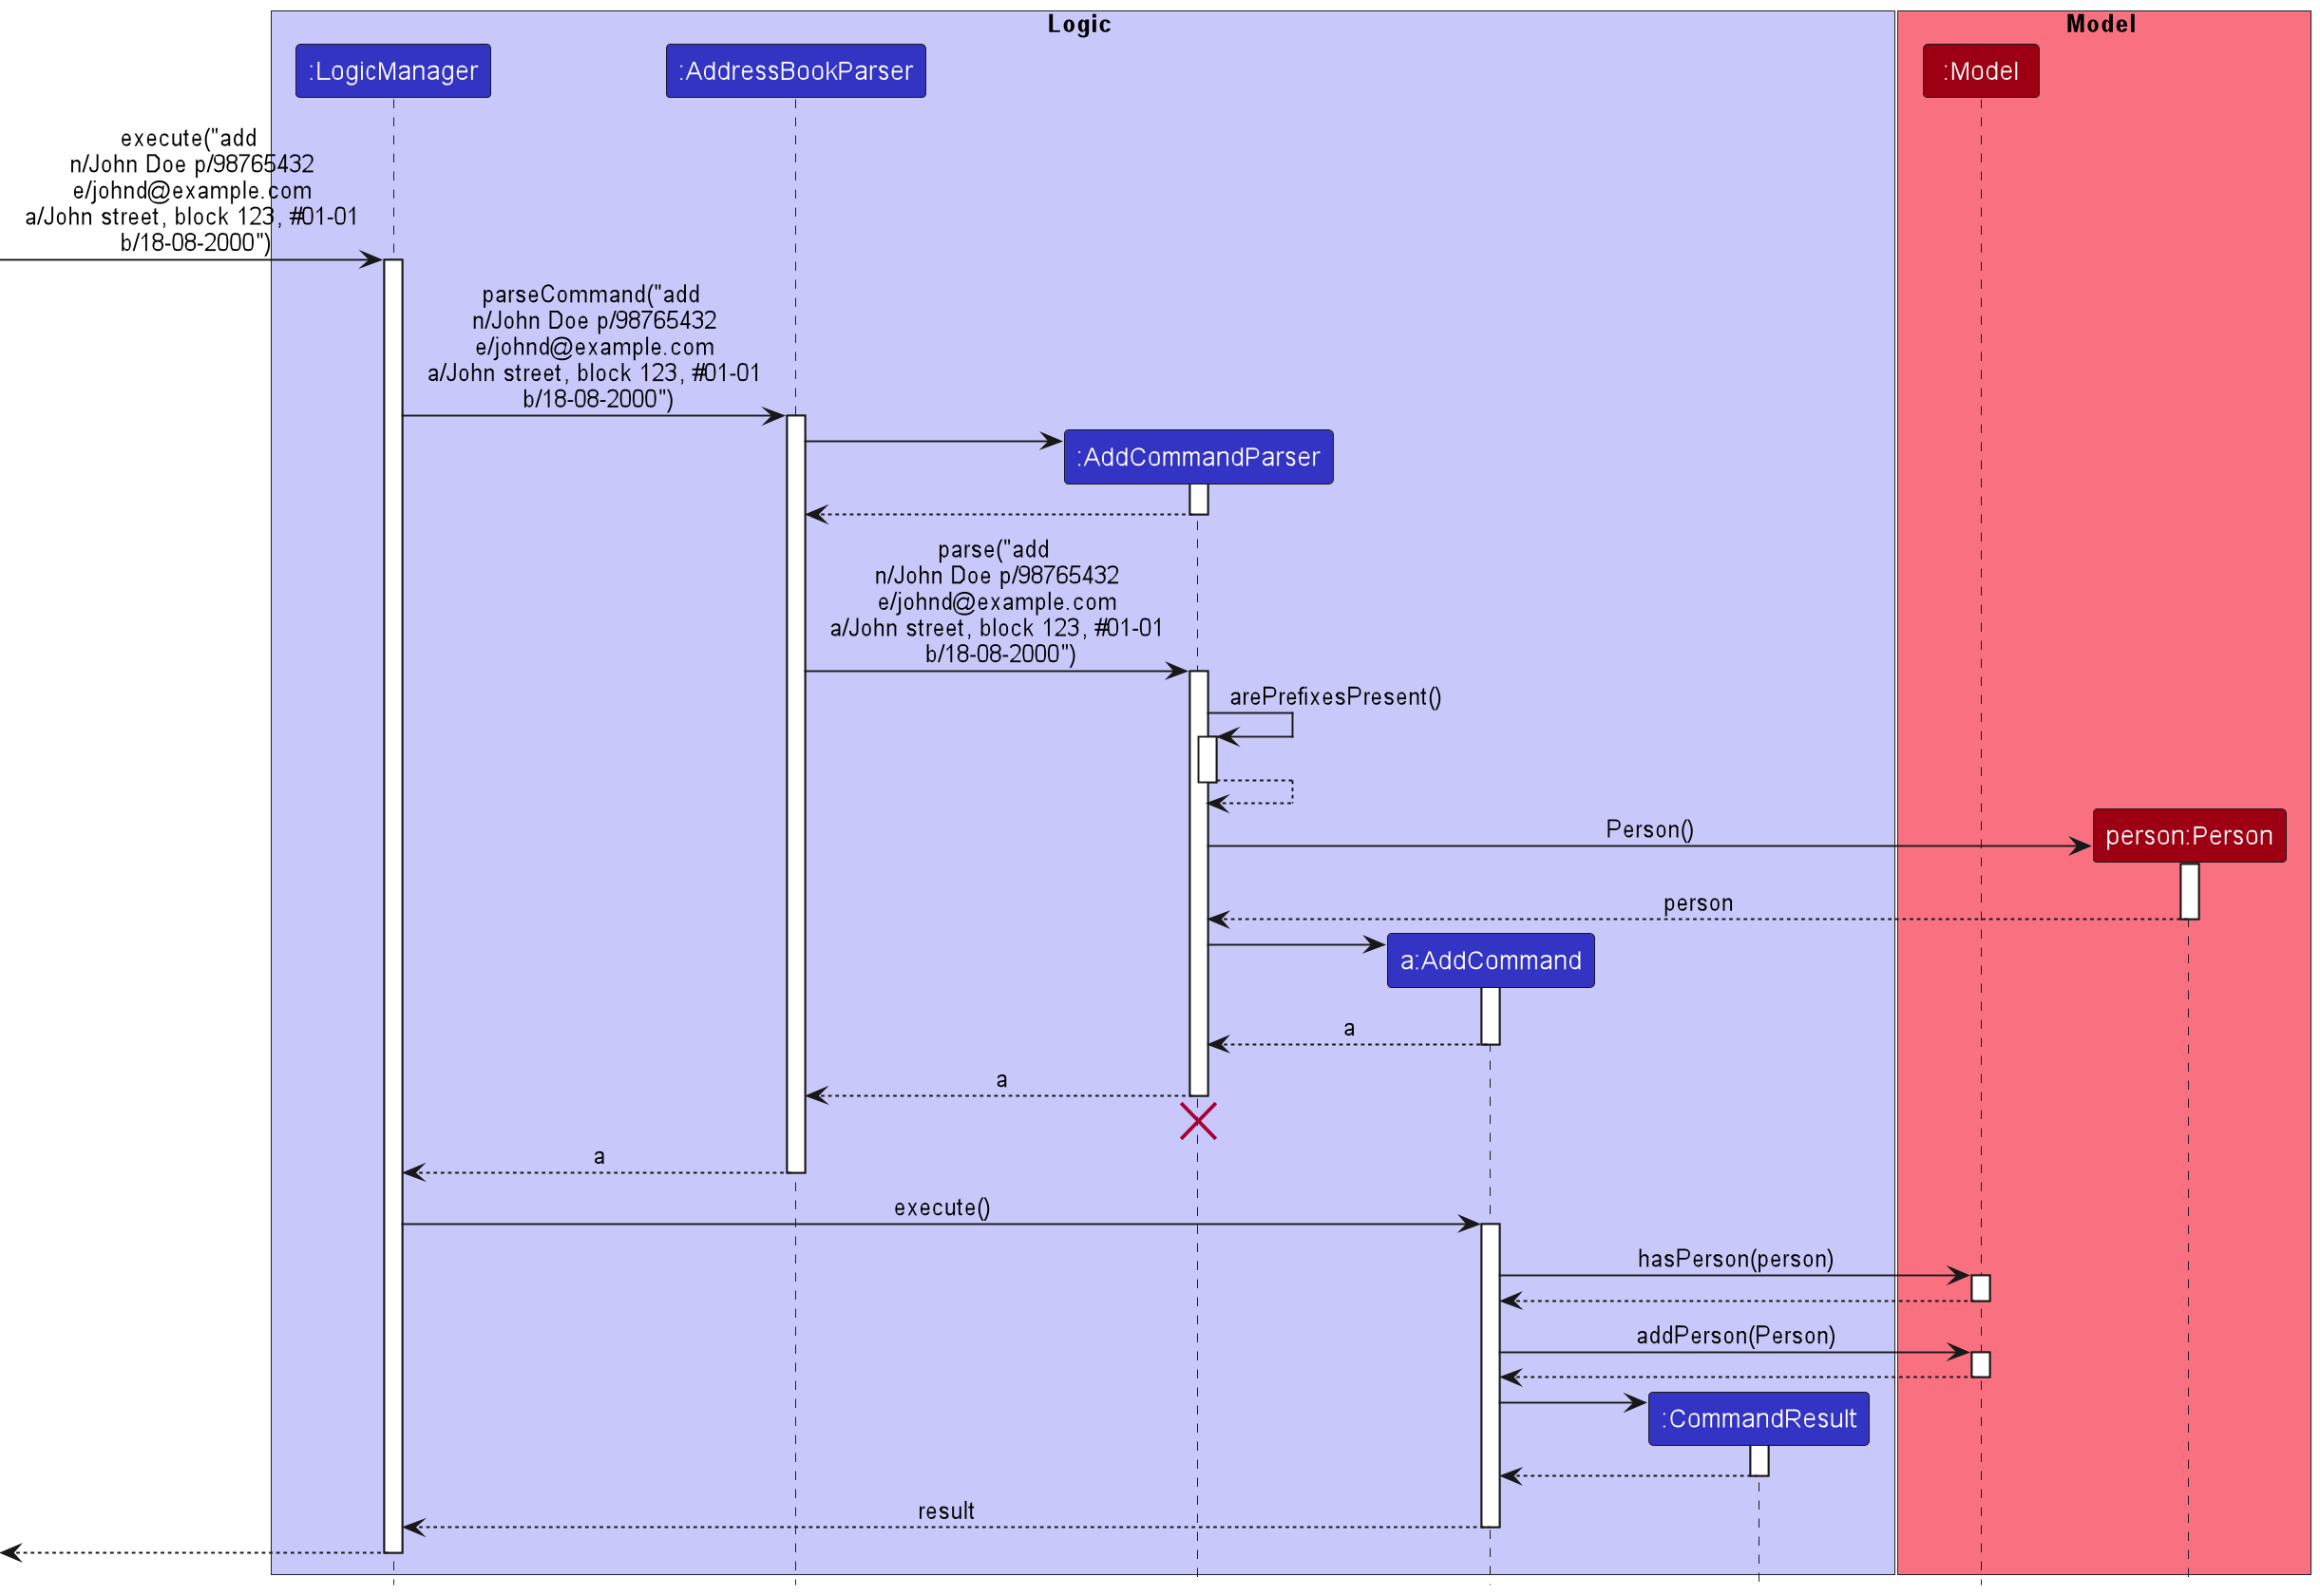 Logic
Model
:LogicManager
:AddressBookParser
:Model
execute("add
n/John Doe p/98765432
e/johnd@example.com
a/John street, block 123, #01-01
b/18-08-2000")
parseCommand("add
n/John Doe p/98765432
e/johnd@example.com
a/John street, block 123, #01-01
b/18-08-2000")
:AddCommandParser
parse("add
n/John Doe p/98765432
e/johnd@example.com
a/John street, block 123, #01-01
b/18-08-2000")
arePrefixesPresent()
Person()
person:Person
person
a:AddCommand
a
a
a
execute()
hasPerson(person)
addPerson(Person)
:CommandResult
result